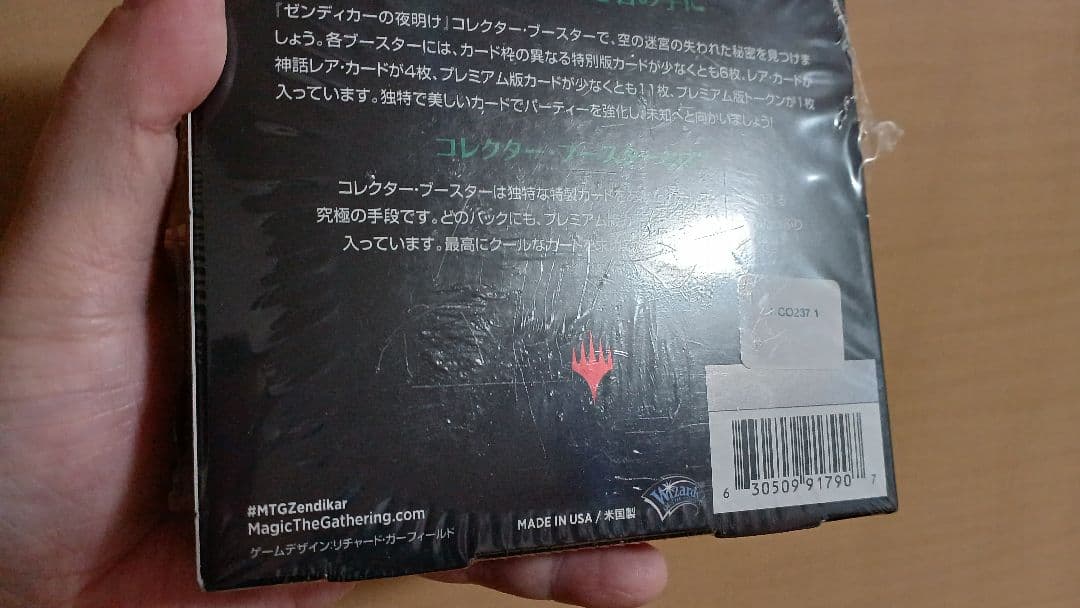 『ゼンディカーの夜明け』コレクター・ブースターで、空の迷宮の失われた秘密を見つけま
しょう。各ブースターには、カード枠の異なる特別版カードが少なくとも6枚、レア・カードか
神話レア・カードが4枚、プレミアム版カードが少なくとも11枚、プレミアム版トークンが1枚
入っています。独特で美しいカードでパーティーを強化し、未知へと向かいましょう!
コレクター・ブースターとは
コレクター・ブースターは独特な特製カードを
究極の手段です。どのパックにも、プレミアム版
入っています。最高にクールなカード
CO237 1
6 30509 91790 7
Wizards
#MTGZendikar
MagicTheGathering.com
MADE IN USA / 米国製
ゲームデザイン:リチャード・ガーフィールド